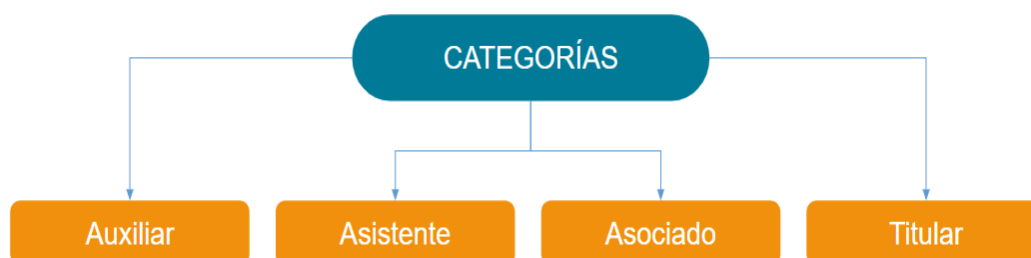 CATEGORÍAS
Auxiliar
Asistente
Asociado
Titular